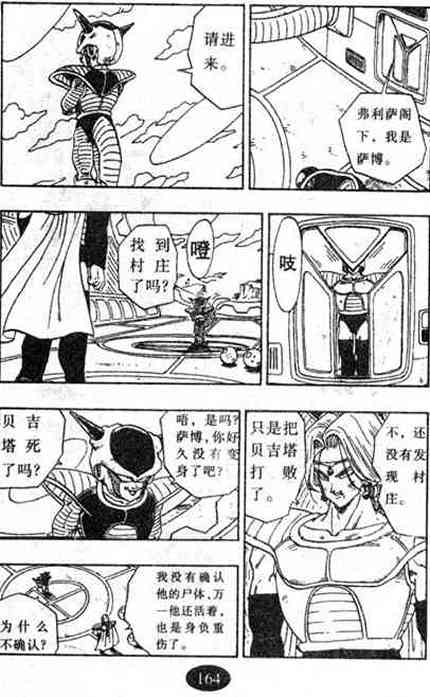 弗利萨阁
下，我是
萨博。
请进
来。
吱
噔
找到
村庄
了吗？
不，还
没有发
现村
庄。
只是把
贝吉塔
打败
了。
唔，是吗？
萨博，你好
久没有变
身了吧？
贝吉
塔死
了吗？
我没有确认
他的尸体，万
一他还活着，
也是身负重
伤了。
为什么
不确认？
164